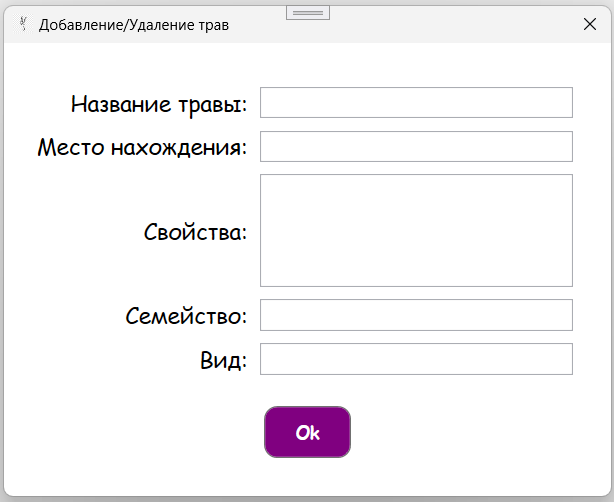 Добавление/Удаление трав
Название травы:
Место нахождения:
Свойства:
Семейство:
Вид:
Ok